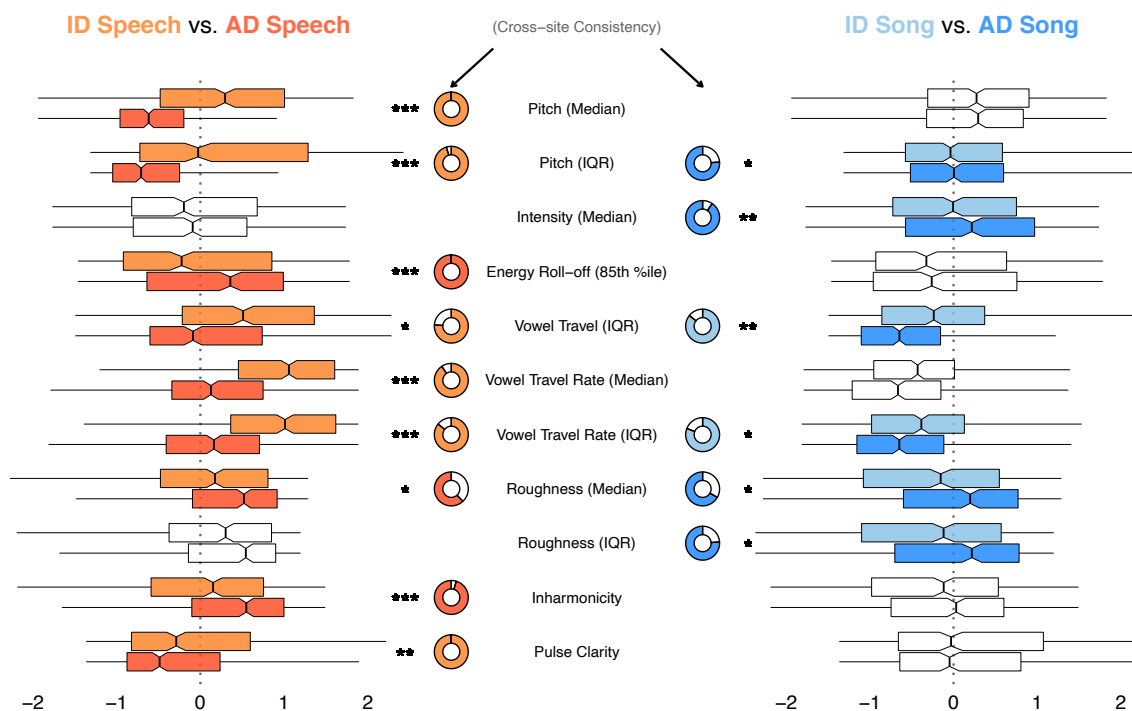 ID Speech vs. AD Speech
(Cross−site Consistency)
ID Song vs. AD Song
*** Pitch (Median)
*** Pitch (IQR) *
Intensity (Median) **
*** Energy Roll−off (85th %ile)
* Vowel Travel (IQR) **
*** Vowel Travel Rate (Median)
*** Vowel Travel Rate (IQR) *
* Roughness (Median) *
Roughness (IQR) *
*** Inharmonicity
** Pulse Clarity
−2 −1 0 1 2
−2 −1 0 1 2